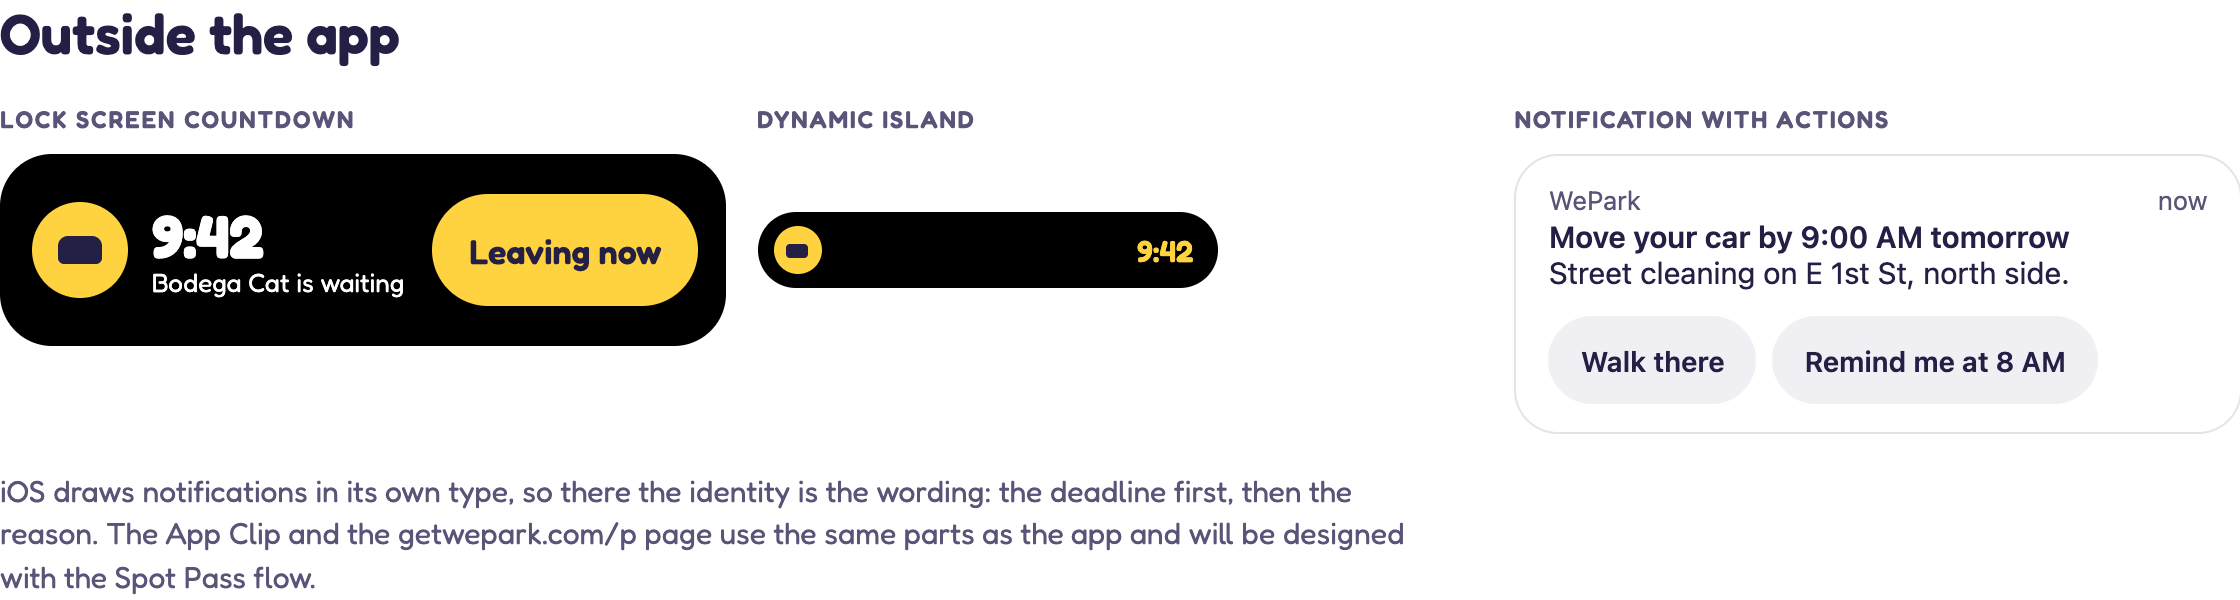 Outside the app
LOCK SCREEN COUNTDOWN
9:42
Bodega Cat is waiting
Leaving now
DYNAMIC ISLAND
9:42
NOTIFICATION WITH ACTIONS
WePark
now
Move your car by 9:00 AM tomorrow
Street cleaning on E 1st St, north side.
Walk there
Remind me at 8 AM
iOS draws notifications in its own type, so there the identity is the wording: the deadline first, then the
reason. The App Clip and the getwepark.com/p page use the same parts as the app and will be designed
with the Spot Pass flow.